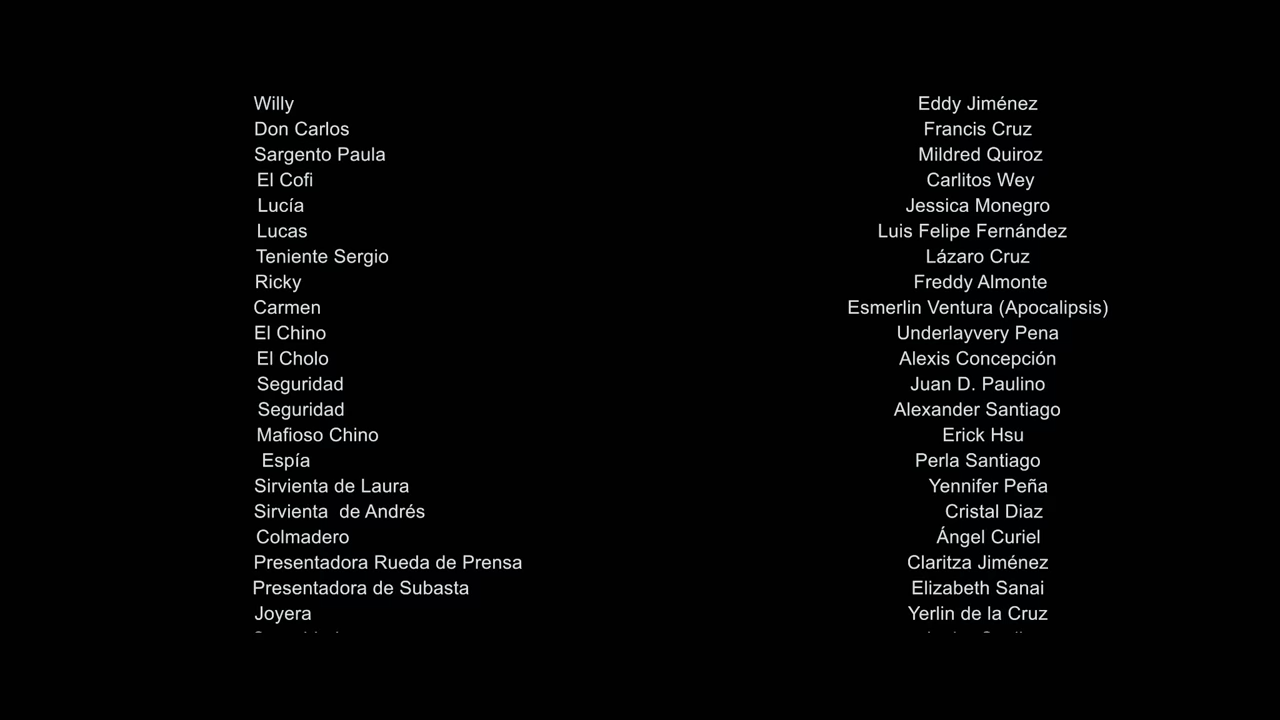 Willy Eddy Jiménez
Don Carlos Francis Cruz
Sargento Paula Mildred Quiroz
El Cofi Carlitos Wey
Lucía Jessica Monegro
Lucas Luis Felipe Fernández
Teniente Sergio Lázaro Cruz
Ricky Freddy Almonte
Carmen Esmerlin Ventura (Apocalipsis)
El Chino Underlayvery Pena
El Cholo Alexis Concepción
Seguridad Juan D. Paulino
Seguridad Alexander Santiago
Mafioso Chino Erick Hsu
Espía Perla Santiago
Sirvienta de Laura Yennifer Peña
Sirvienta de Andrés Cristal Diaz
Colmadero Ángel Curiel
Presentadora Rueda de Prensa Claritza Jiménez
Presentadora de Subasta Elizabeth Sanai
Joyera Yerlin de la Cruz